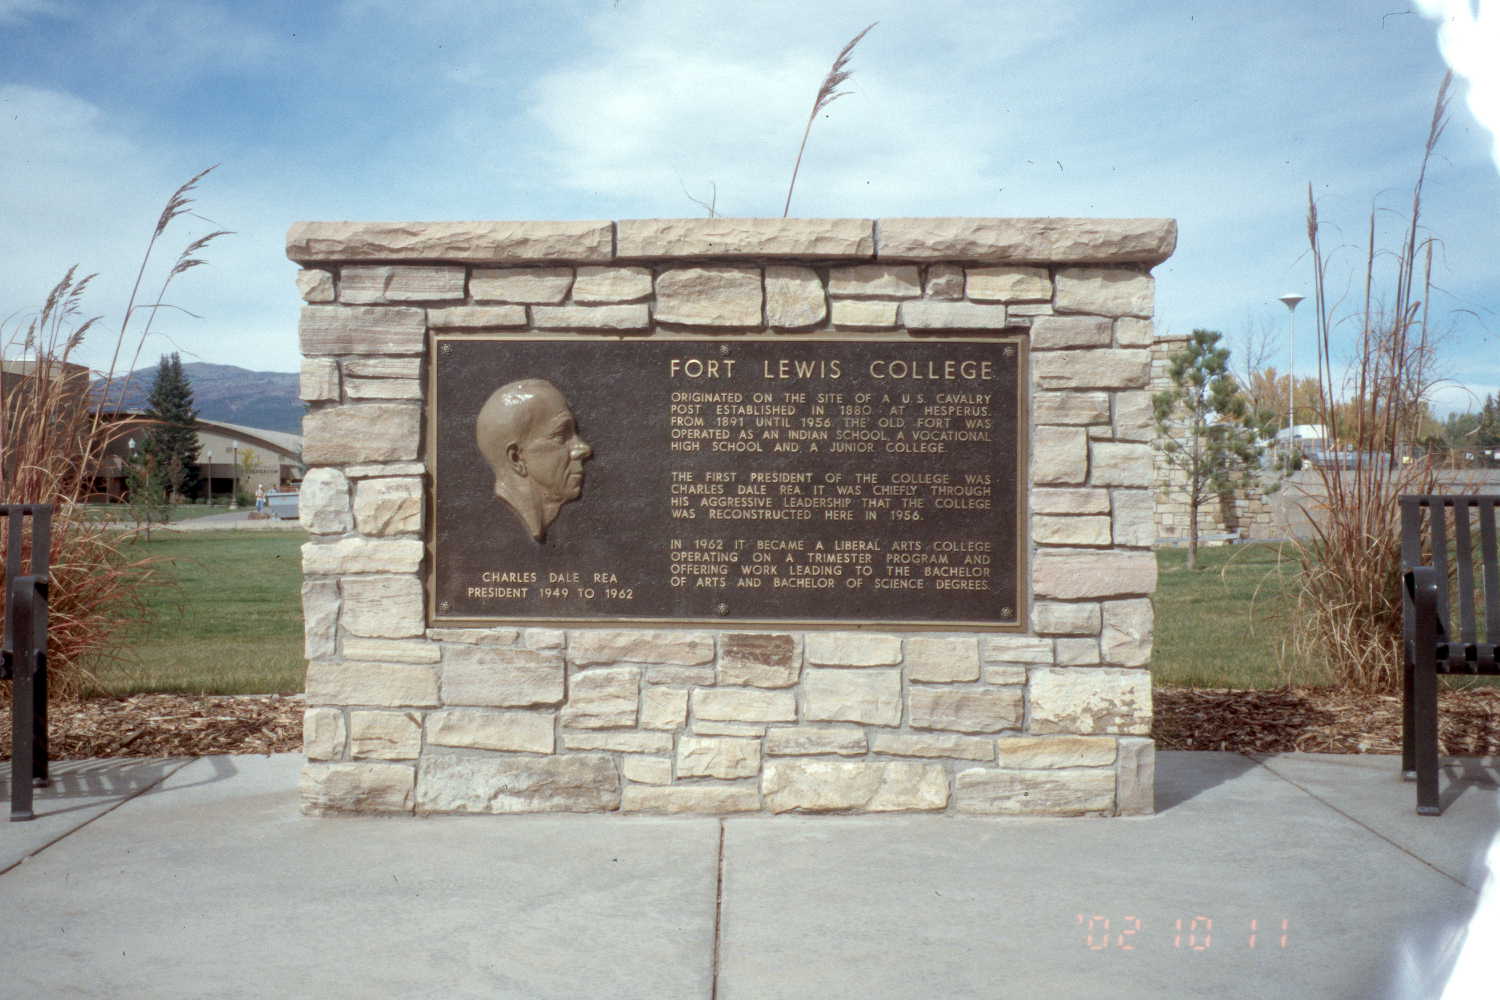 FORT LEWIS COLLEGE
ORIGINATED ON THE SITE OF A U.S. CAVALRY
POST ESTABLISHED IN 1880 AT HESPERUS.
FROM 1891 UNTIL 1956 THE OLD FORT WAS
OPERATED AS AN INDIAN SCHOOL, A VOCATIONAL
HIGH SCHOOL AND A JUNIOR COLLEGE.
THE FIRST PRESIDENT OF THE COLLEGE WAS
CHARLES DALE REA. IT WAS CHIEFLY THROUGH
HIS AGGRESSIVE LEADERSHIP THAT THE COLLEGE
WAS RECONSTRUCTED HERE IN 1956.
IN 1962 IT BECAME A LIBERAL ARTS COLLEGE
OPERATING ON A TRIMESTER PROGRAM AND
OFFERING WORK LEADING TO THE BACHELOR
OF ARTS AND BACHELOR OF SCIENCE DEGREES.
CHARLES DALE REA
PRESIDENT 1949 TO 1962
'02 10 11